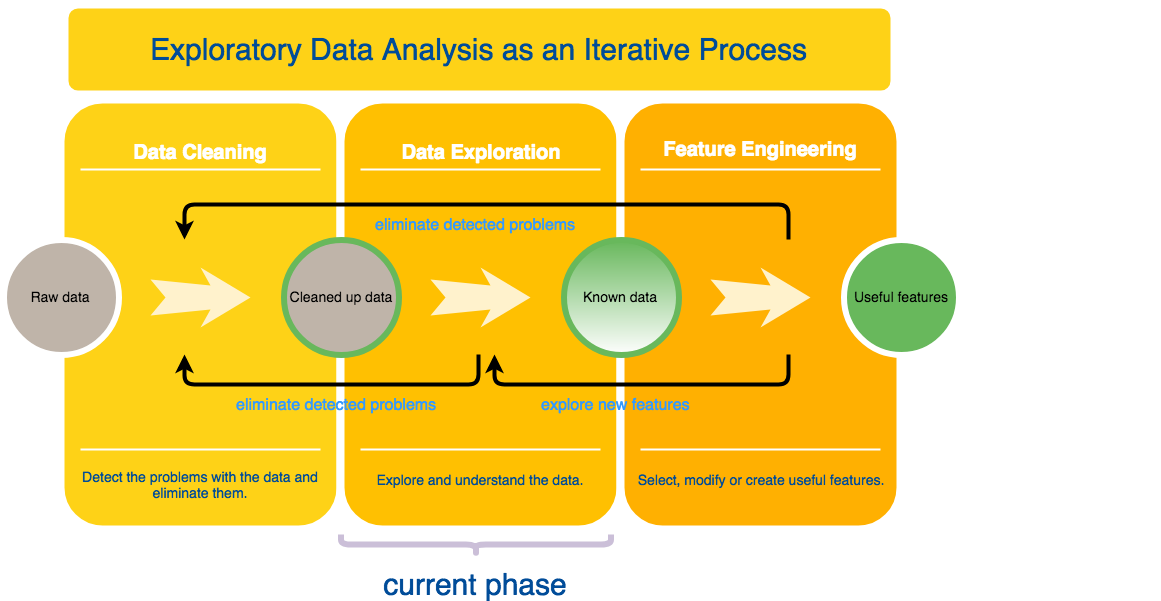 Exploratory Data Analysis as an Iterative Process
Data Cleaning
Data Exploration
Feature Engineering
eliminate detected problems
Raw data
Cleaned up data
Known data
Useful features
eliminate detected problems
explore new features
Detect the problems with the data and
eliminate them.
Explore and understand the data.
Select, modify or create useful features.
current phase